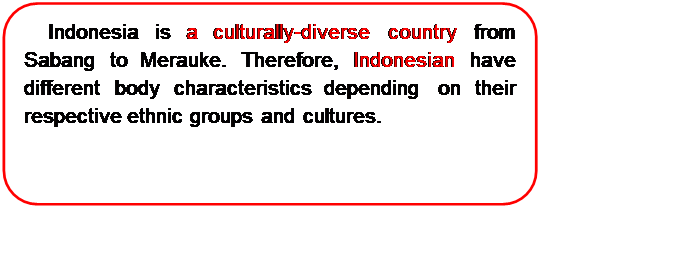 Indonesia is a culturally-diverse country from
Sabang to Merauke. Therefore, Indonesian have
different body characteristics depending on their
respective ethnic groups and cultures.